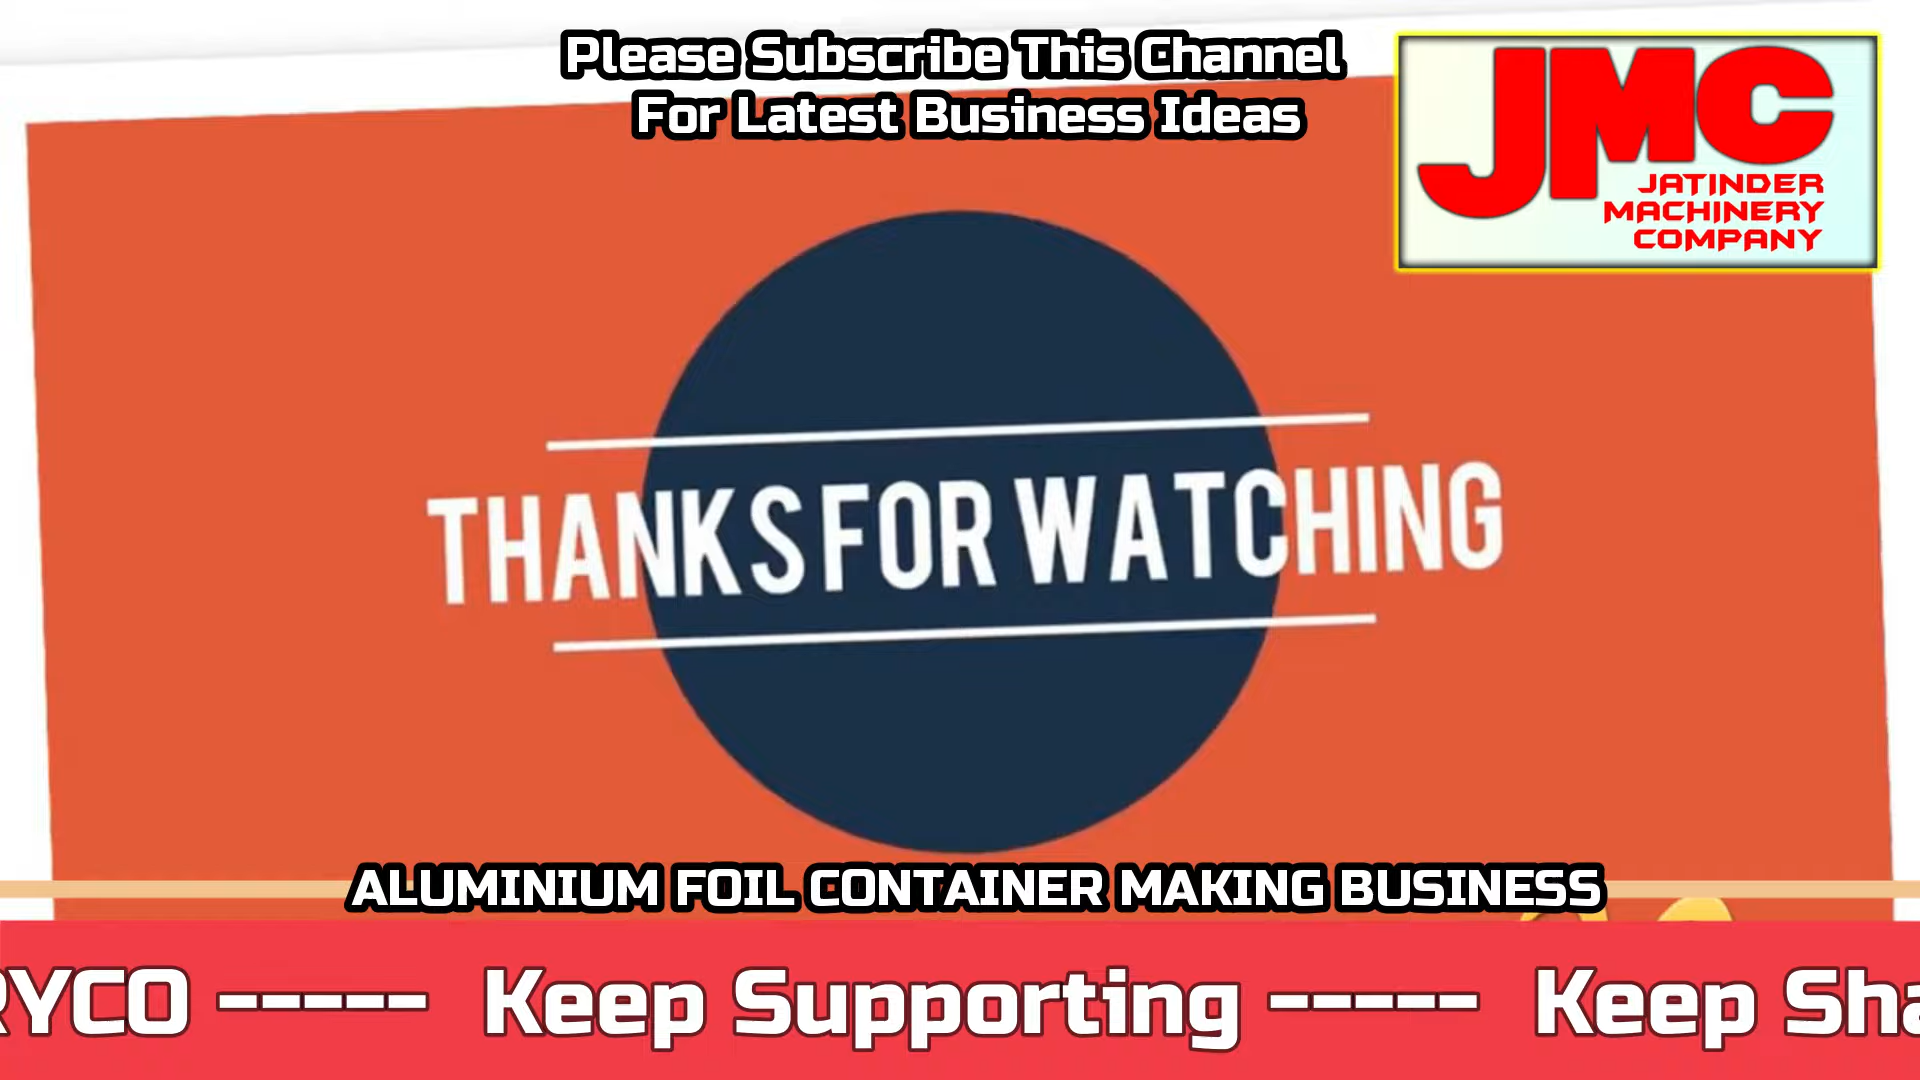 Please Subscribe This Channel
For Latest Business Ideas
JMC
JATINDER
MACHINERY
COMPANY
THANKS FOR WATCHING
ALUMINIUM FOIL CONTAINER MAKING BUSINESS
RYCO ----- Keep Supporting ----- Keep Sha